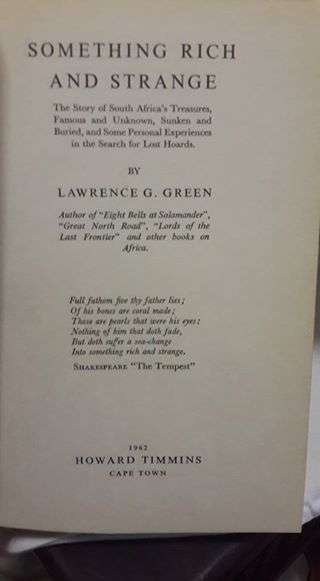 SOMETHING RICH
AND STRANGE
The Story of South Africa's Treasures,
Famous and Unknown, Sunken and
Buried, and Some Personal Experiences
in the Search for Lost Hoards.
BY
LAWRENCE G. GREEN
Author of "Eight Bells at Salamander",
"Great North Road", "Lords of the
Last Frontier" and other books on
Africa.
Full fathom five thy father lies;
Of his bones are coral made;
These are pearls that were his eyes:
Nothing of him that doth fade,
But doth suffer a sea-change
Into something rich and strange.
SHAKESPEARE "The Tempest"
1962
HOWARD TIMMINS
CAPE TOWN